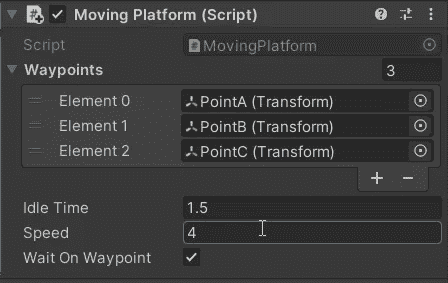 Moving Platform (Script)
Script MovingPlatform
Waypoints 3
Element 0 PointA (Transform)
Element 1 PointB (Transform)
Element 2 PointC (Transform)
Idle Time 1.5
Speed 4
Wait On Waypoint